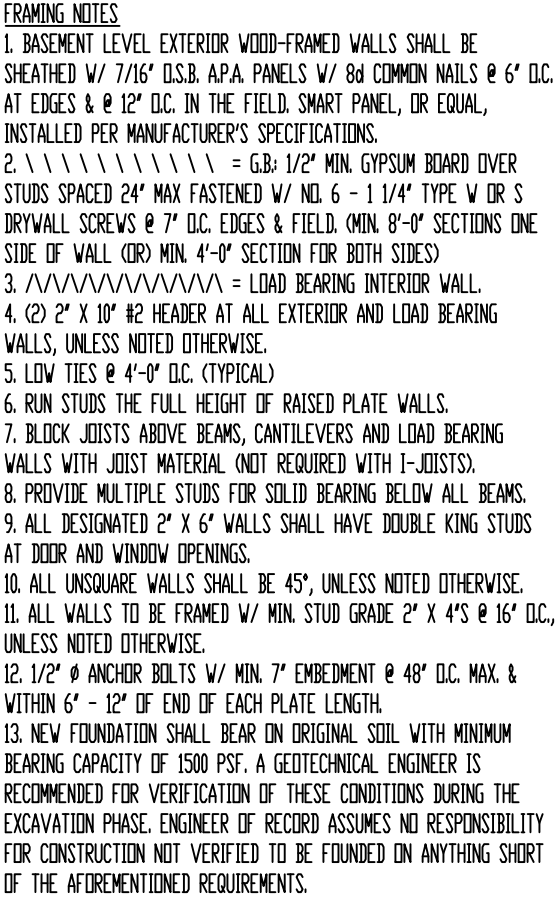 FRAMING NOTES
1. BASEMENT LEVEL EXTERIOR WOOD-FRAMED WALLS SHALL BE
SHEATHED W/ 7/16" O.S.B. A.P.A. PANELS W/ 8d COMMON NAILS @ 6" O.C.
AT EDGES & @ 12" O.C. IN THE FIELD. SMART PANEL, OR EQUAL,
INSTALLED PER MANUFACTURER'S SPECIFICATIONS.
2. \ \ \ \ \ \ \ \ \ \ \ \ = G.B.: 1/2" MIN. GYPSUM BOARD OVER
STUDS SPACED 24" MAX FASTENED W/ NO. 6 - 1 1/4" TYPE W OR S
DRYWALL SCREWS @ 7" O.C. EDGES & FIELD. (MIN. 8'-0" SECTIONS ONE
SIDE OF WALL (OR) MIN. 4'-0" SECTION FOR BOTH SIDES)
3. /\/\/\/\/\/\/\/\/\/\/\/\/\ = LOAD BEARING INTERIOR WALL.
4. (2) 2" X 10" #2 HEADER AT ALL EXTERIOR AND LOAD BEARING
WALLS, UNLESS NOTED OTHERWISE.
5. LOW TIES @ 4'-0" O.C. (TYPICAL)
6. RUN STUDS THE FULL HEIGHT OF RAISED PLATE WALLS.
7. BLOCK JOISTS ABOVE BEAMS, CANTILEVERS AND LOAD BEARING
WALLS WITH JOIST MATERIAL (NOT REQUIRED WITH I-JOISTS).
8. PROVIDE MULTIPLE STUDS FOR SOLID BEARING BELOW ALL BEAMS.
9. ALL DESIGNATED 2" X 6" WALLS SHALL HAVE DOUBLE KING STUDS
AT DOOR AND WINDOW OPENINGS.
10. ALL UNSQUARE WALLS SHALL BE 45°, UNLESS NOTED OTHERWISE.
11. ALL WALLS TO BE FRAMED W/ MIN. STUD GRADE 2" X 4"S @ 16" O.C.,
UNLESS NOTED OTHERWISE.
12. 1/2" Ø ANCHOR BOLTS W/ MIN. 7" EMBEDMENT @ 48" O.C. MAX. &
WITHIN 6" - 12" OF END OF EACH PLATE LENGTH.
13. NEW FOUNDATION SHALL BEAR ON ORIGINAL SOIL WITH MINIMUM
BEARING CAPACITY OF 1500 PSF. A GEOTECHNICAL ENGINEER IS
RECOMMENDED FOR VERIFICATION OF THESE CONDITIONS DURING THE
EXCAVATION PHASE. ENGINEER OF RECORD ASSUMES NO RESPONSIBILITY
FOR CONSTRUCTION NOT VERIFIED TO BE FOUNDED ON ANYTHING SHORT
OF THE AFOREMENTIONED REQUIREMENTS.